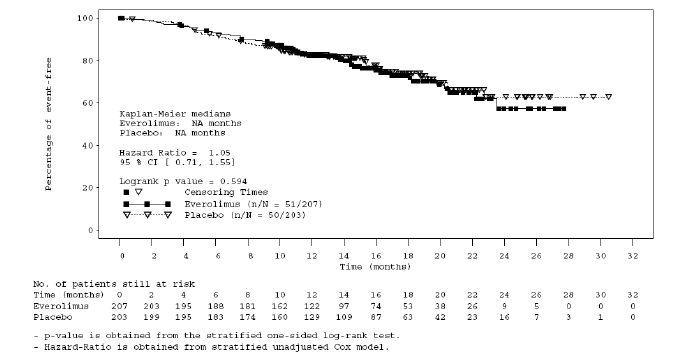 Percentage of event-free
100
80
60
40
20
0
Kaplan-Meier medians
Everolimus: NA months
Placebo: NA months
Hazard Ratio = 1.05
95 % CI [ 0.71, 1.55]
Logrank p value = 0.594
Censoring Times
Everolimus (n/N = 51/207)
Placebo (n/N = 50/203)
0 2 4 6 8 10 12 14 16 18 20 22 24 26 28 30 32
Time (months)
No. of patients still at risk
Time (months) 0 2 4 6 8 10 12 14 16 18 20 22 24 26 28 30 32
Everolimus 207 203 195 188 181 162 122 97 74 53 38 26 9 5 0 0 0
Placebo 203 199 195 183 174 160 129 109 87 63 42 23 16 7 3 1 0
- p-value is obtained from the stratified one-sided log-rank test.
- Hazard-Ratio is obtained from stratified unadjusted Cox model.